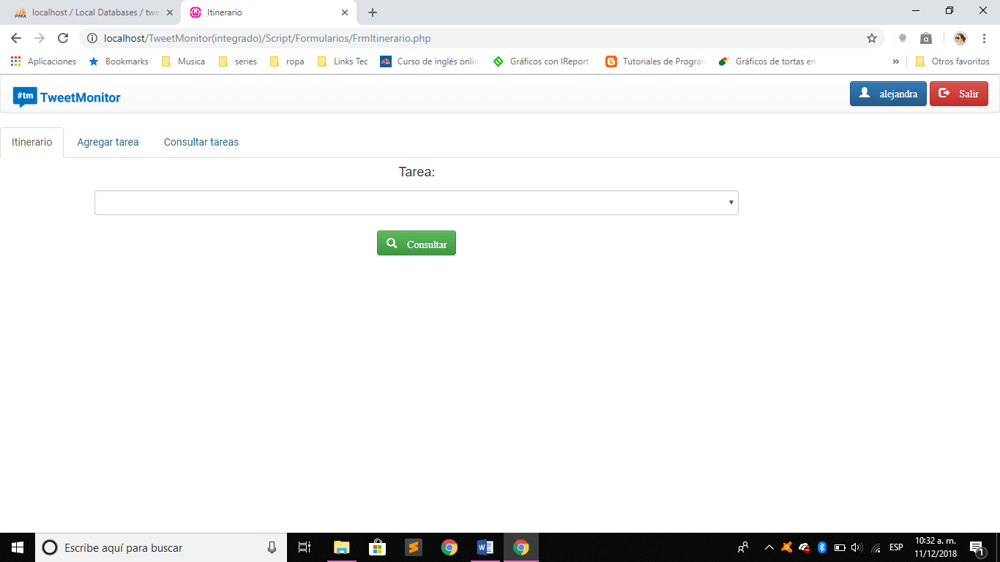 localhost / Local Databases / twe
Itinerario
localhost/TweetMonitor(integrado)/Script/Formularios/FrmItinerario.php
Aplicaciones
Bookmarks
Musica
series
ropa
Links Tec
Curso de inglés onlin
Gráficos con IReport
Tutoriales de Program
Gráficos de tortas en
»
Otros favoritos
#tm TweetMonitor
alejandra
Salir
Itinerario
Agregar tarea
Consultar tareas
Tarea:
Consultar
Escribe aquí para buscar
ESP
10:32 a. m.
11/12/2018
1